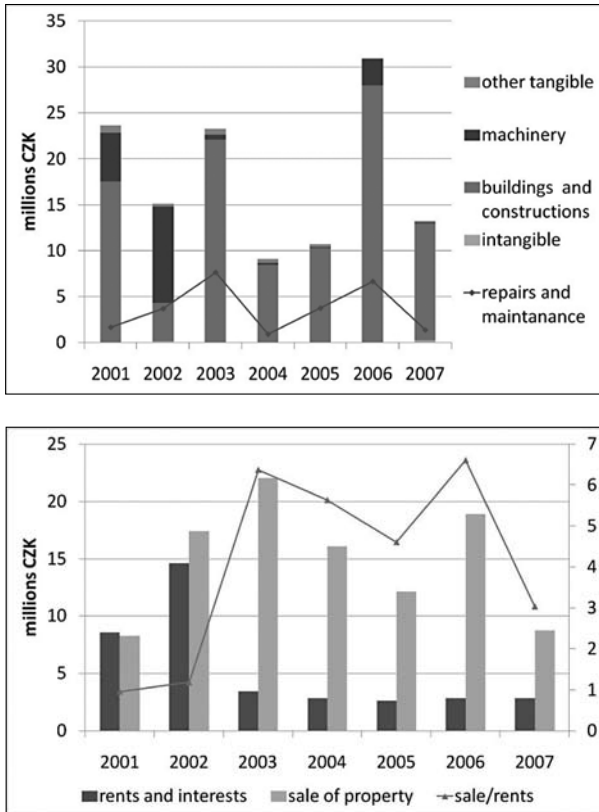 35
30
25
20
15
10
5
0
millions CZK
2001 2002 2003 2004 2005 2006 2007
other tangible
machinery
buildings and
constructions
intangible
repairs and
maintanance
25
20
15
10
5
0
millions CZK
7
6
5
4
3
2
1
0
2001 2002 2003 2004 2005 2006 2007
rents and interests sale of property sale/rents